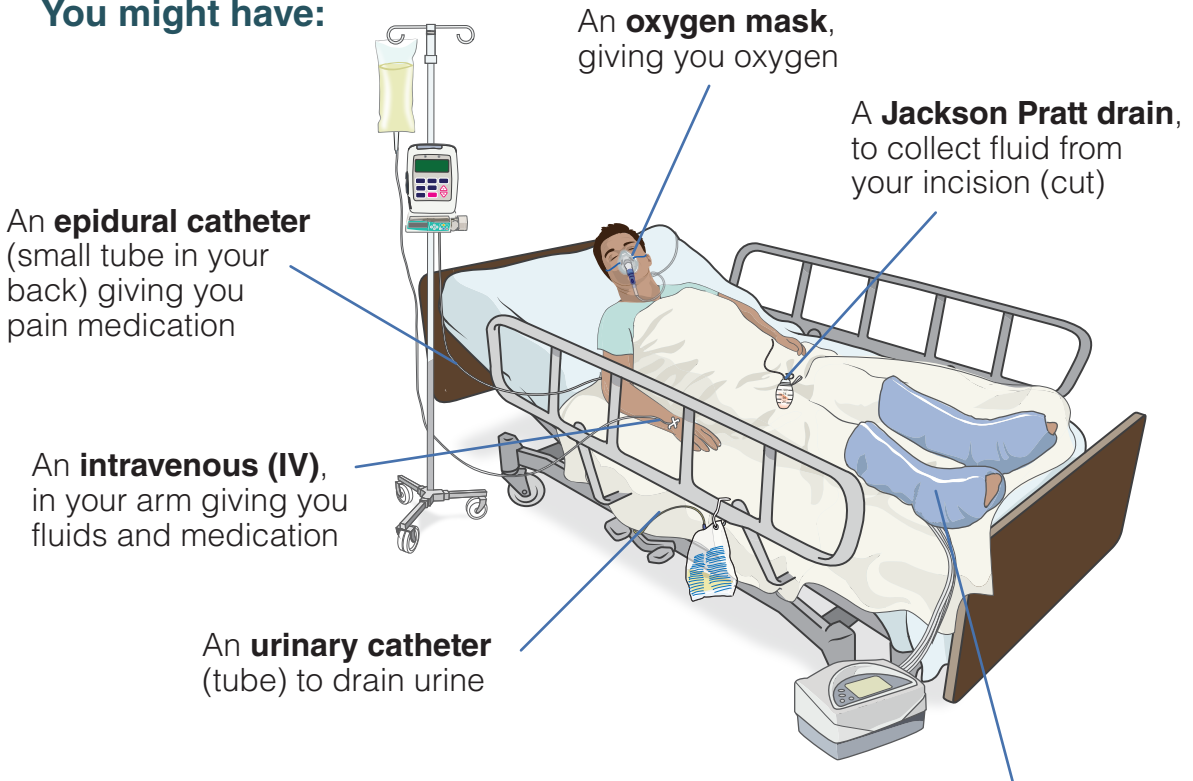 You might have:
An oxygen mask,
giving you oxygen
A Jackson Pratt drain,
to collect fluid from
your incision (cut)
An epidural catheter
(small tube in your
back) giving you
pain medication
An intravenous (IV),
in your arm giving you
fluids and medication
An urinary catheter
(tube) to drain urine